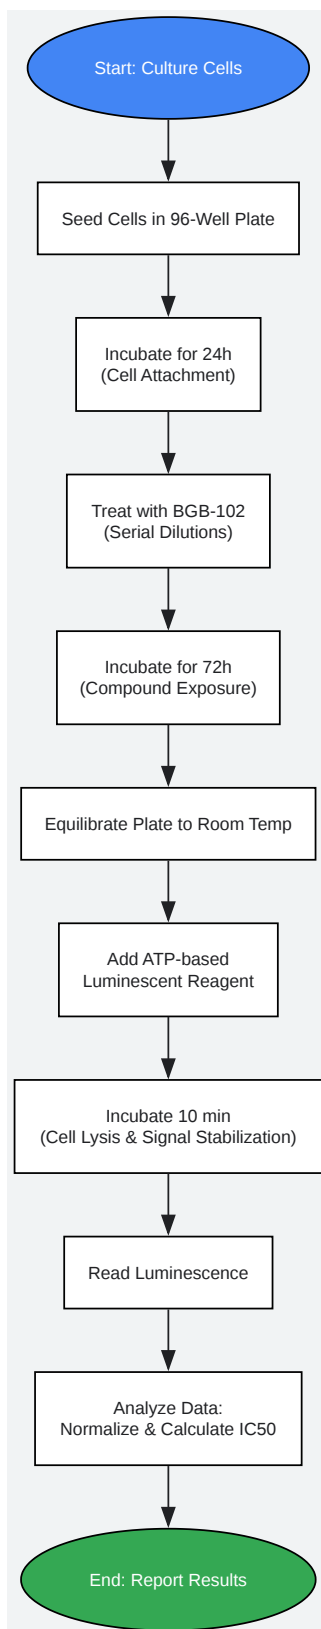 Start: Culture Cells
Seed Cells in 96-Well Plate
Incubate for 24h
(Cell Attachment)
Treat with BGB-102
(Serial Dilutions)
Incubate for 72h
(Compound Exposure)
Equilibrate Plate to Room Temp
Add ATP-based
Luminescent Reagent
Incubate 10 min
(Cell Lysis & Signal Stabilization)
Read Luminescence
Analyze Data:
Normalize & Calculate IC50
End: Report Results